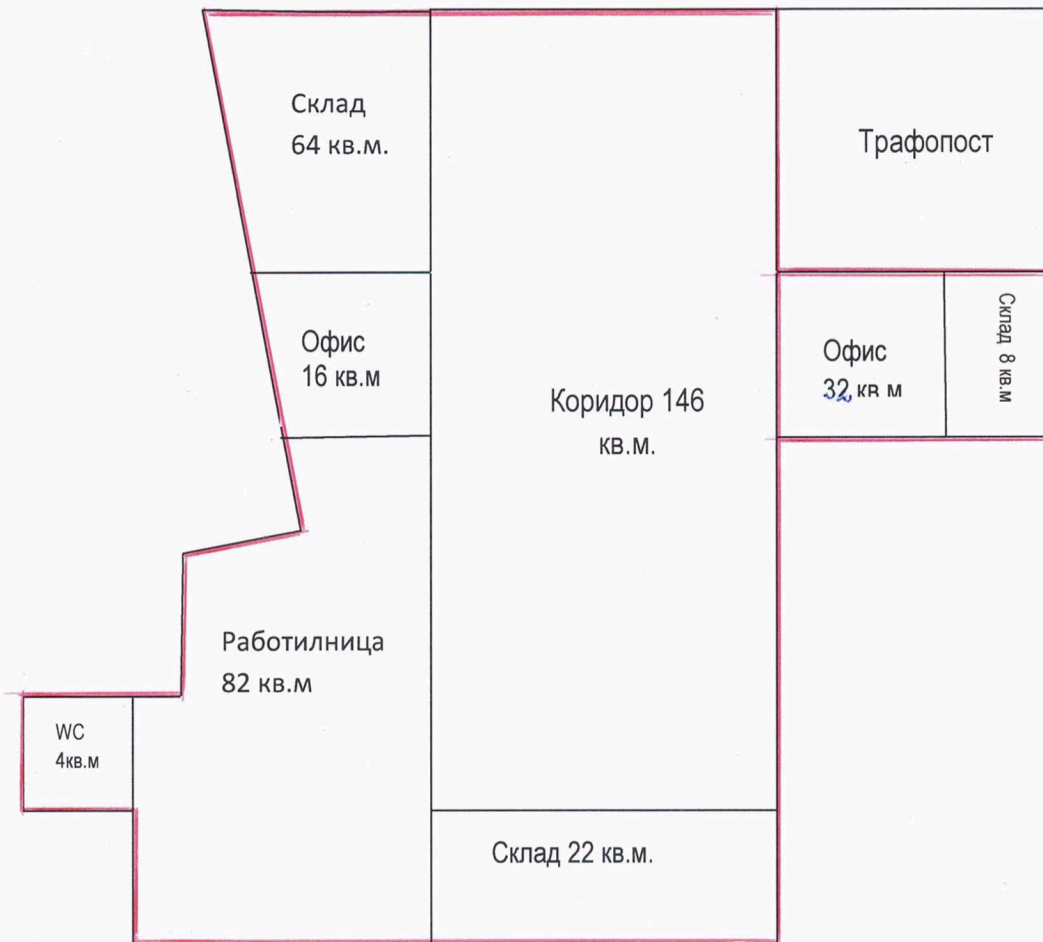 Склад
64 кв.м.
Трафопост
Офис
16 кв.м
Коридор 146
кв.м.
Офис
32 кв м
Склад 8 кв.м
Работилница
82 кв.м
WC
4кв.м
Склад 22 кв.м.